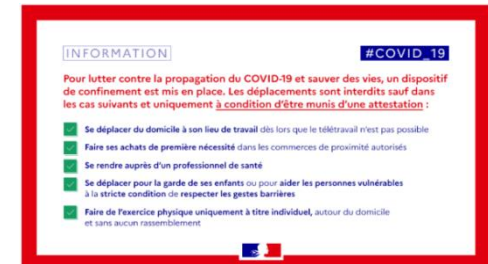 INFORMATION
#COVID_19
Pour lutter contre la propagation du COVID-19 et sauver des vies, un dispositif
de confinement est mis en place. Les déplacements sont interdits sauf dans
les cas suivants et uniquement à condition d'être munis d'une attestation :
Se déplacer du domicile à son lieu de travail dès lors que le télétravail n'est pas possible
Faire ses achats de première nécessité dans les commerces de proximité autorisés
Se rendre auprès d'un professionnel de santé
Se déplacer pour la garde de ses enfants ou pour aider les personnes vulnérables
à la stricte condition de respecter les gestes barrières
Faire de l'exercice physique uniquement à titre individuel, autour du domicile
et sans aucun rassemblement